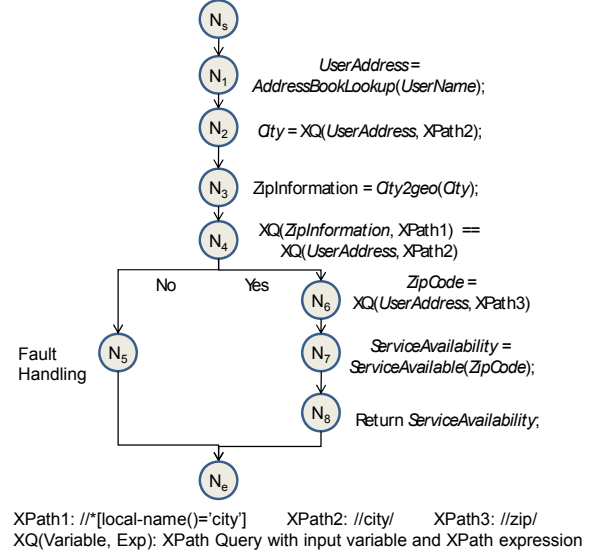 Ns
N1
UserAddress=
AddressBookLookup(UserName);
N2
City = XQ(UserAddress, XPath2);
N3
ZipInformation = City2geo(City);
N4
XQ(ZipInformation, XPath1) ==
XQ(UserAddress, XPath2)
No
Yes
N6
ZipCode =
XQ(UserAddress, XPath3)
Fault
Handling
N5
N7
ServiceAvailability =
ServiceAvailable(ZipCode);
N8
Return ServiceAvailability;
Ne
XPath1: //*[local-name()='city'] XPath2: //city/ XPath3: //zip/
XQ(Variable, Exp): XPath Query with input variable and XPath expression